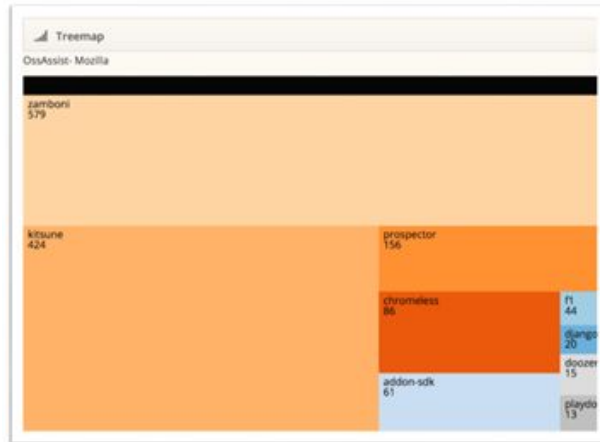 Treemap
OssAssist- Mozilla
zamboni
579
kitsune
424
prospector
156
chromeless
86
f1
44
django
20
doozer
15
addon-sdk
61
playdo
13